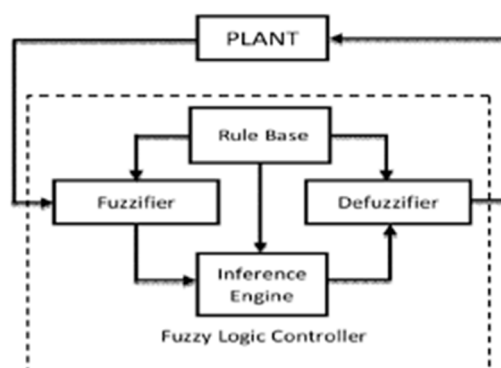 PLANT
Rule Base
Fuzzifier
Defuzzifier
Inference
Engine
Fuzzy Logic Controller